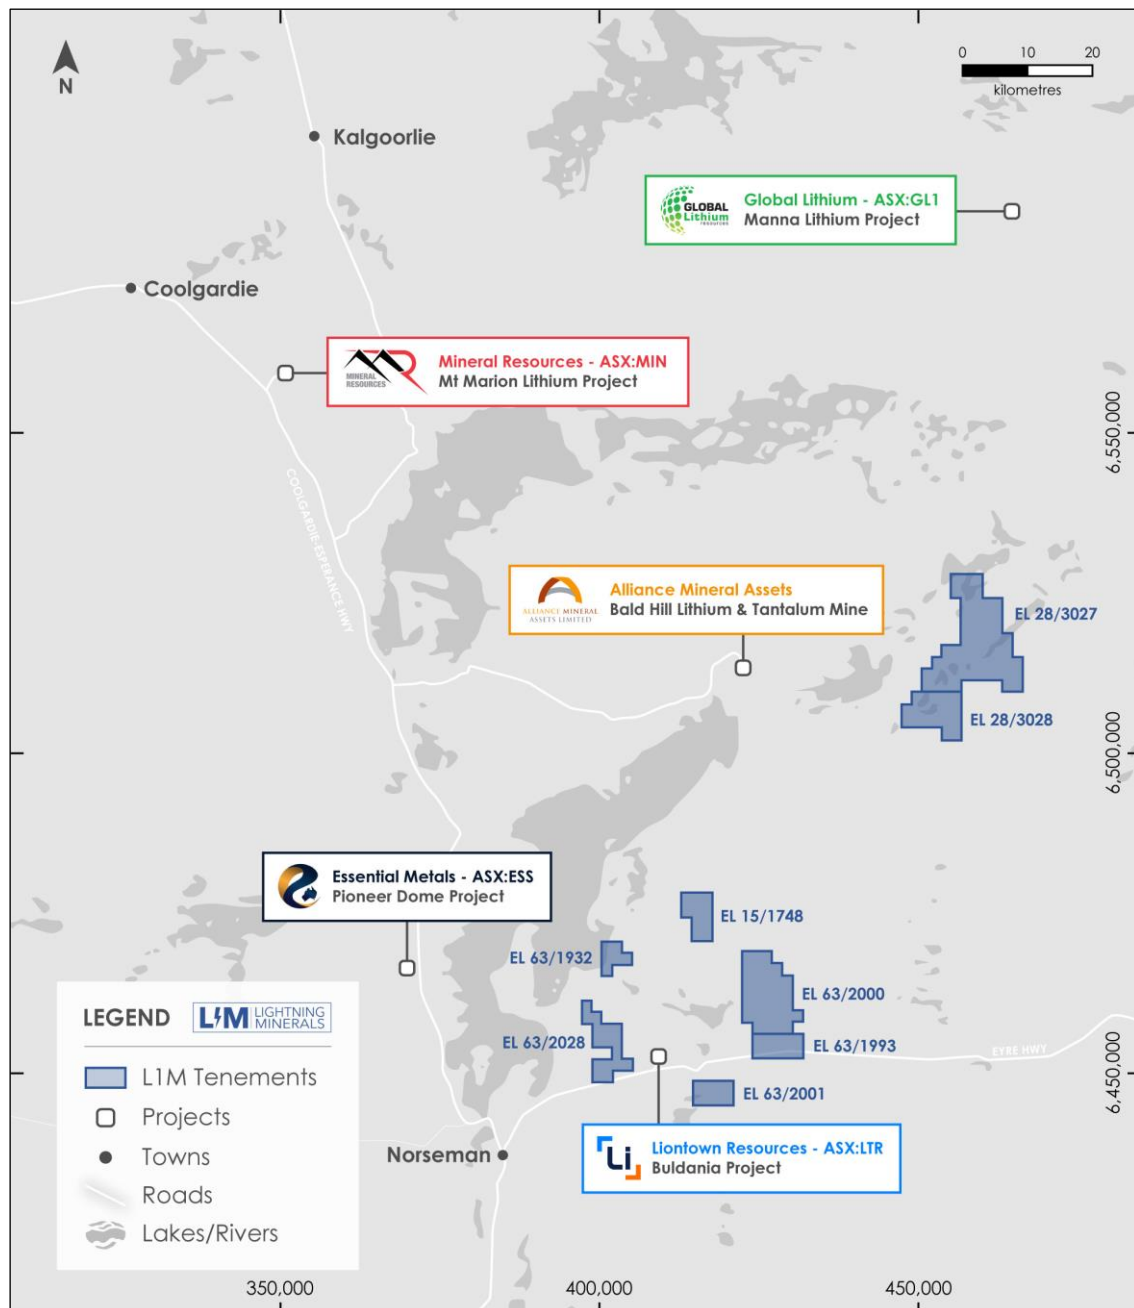 0 10 20
kilometres
N
Kalgoorlie
GLOBAL
Lithium
RESOURCES
Global Lithium - ASX:GL1
Manna Lithium Project
Coolgardie
MINERAL
RESOURCES
Mineral Resources - ASX:MIN
Mt Marion Lithium Project
6,550,000
COOLGARDIE-ESPERANCE HWY
ALLIANCE MINERAL
ASSETS LIMITED
Alliance Mineral Assets
Bald Hill Lithium & Tantalum Mine
EL 28/3027
EL 28/3028
6,500,000
Essential Metals - ASX:ESS
Pioneer Dome Project
EL 15/1748
EL 63/1932
EL 63/2000
EL 63/2028
EL 63/1993
EYRE HWY
6,450,000
EL 63/2001
Norseman
Li
Liontown Resources - ASX:LTR
Buldania Project
LEGEND
L1M LIGHTNING
MINERALS
L1M Tenements
Projects
Towns
Roads
Lakes/Rivers
350,000 400,000 450,000